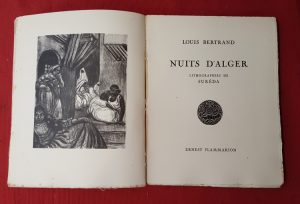 LOUIS BERTRAND
NUITS D'ALGER
LITHOGRAPHIES DE
SURÉDA
ERNEST FLAMMARION